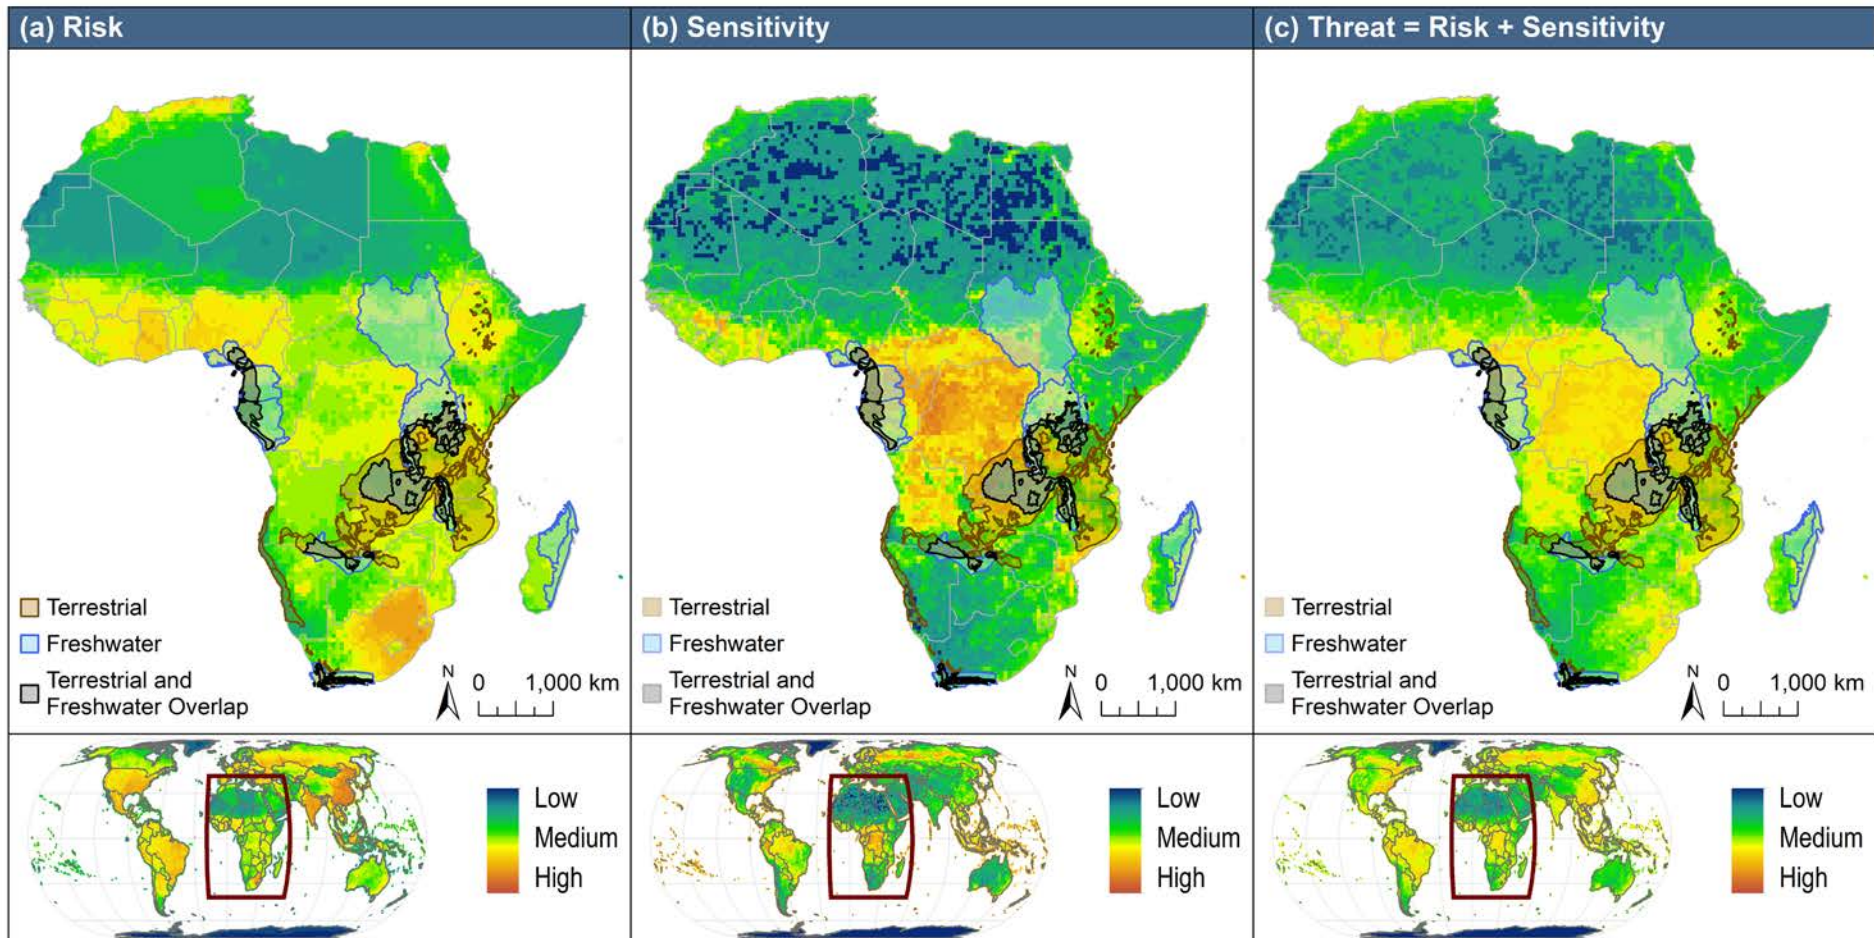 (a) Risk
(b) Sensitivity
(c) Threat = Risk + Sensitivity
Terrestrial
Freshwater
Terrestrial and
Freshwater Overlap
N
0 1,000 km
Terrestrial
Freshwater
Terrestrial and
Freshwater Overlap
N
0 1,000 km
Terrestrial
Freshwater
Terrestrial and
Freshwater Overlap
N
0 1,000 km
Low
Medium
High
Low
Medium
High
Low
Medium
High